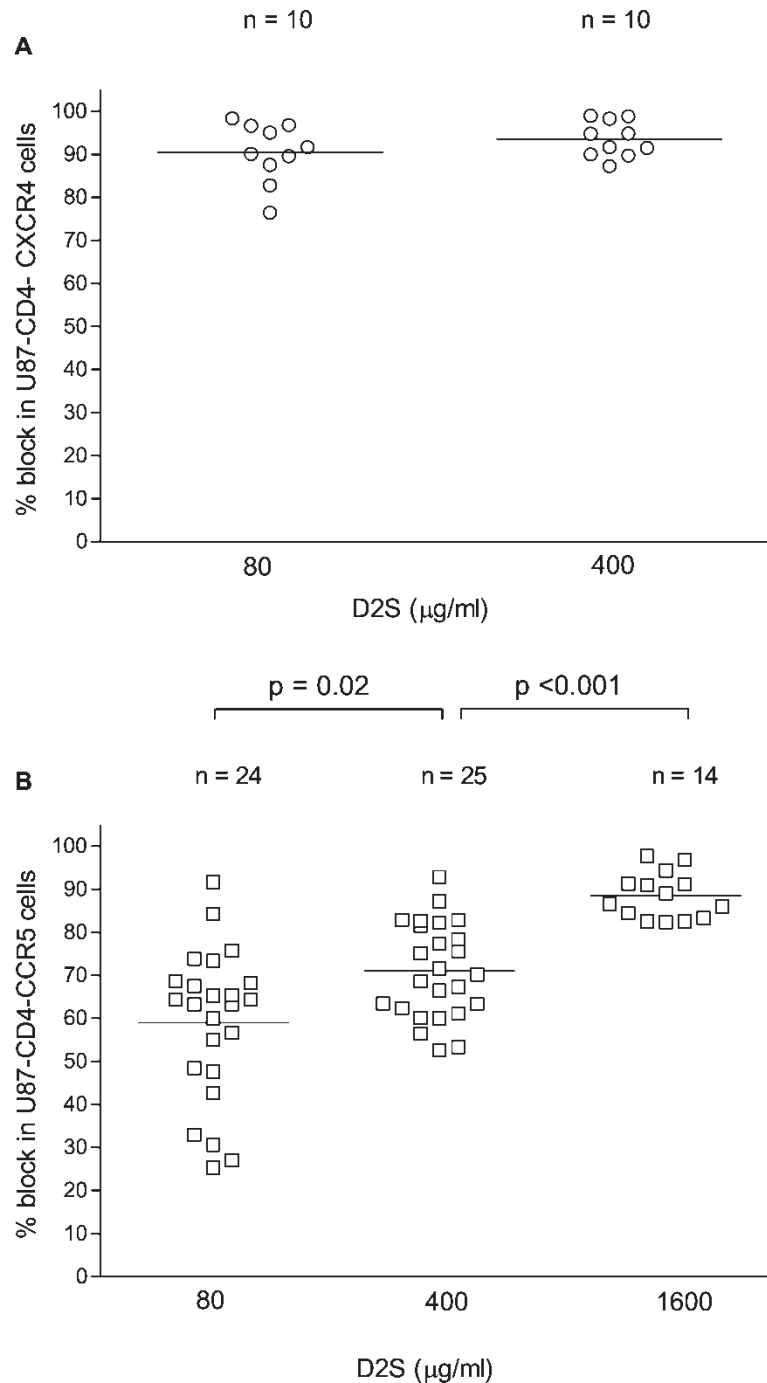 n = 10 n = 10
A
100
90
80
70
60
50
40
30
20
10
0
% block in U87-CD4- CXCR4 cells
80 400
D2S (µg/ml)
p = 0.02 p <0.001
B n = 24 n = 25 n = 14
100
90
80
70
60
50
40
30
20
10
0
% block in U87-CD4-CCR5 cells
80 400 1600
D2S (µg/ml)